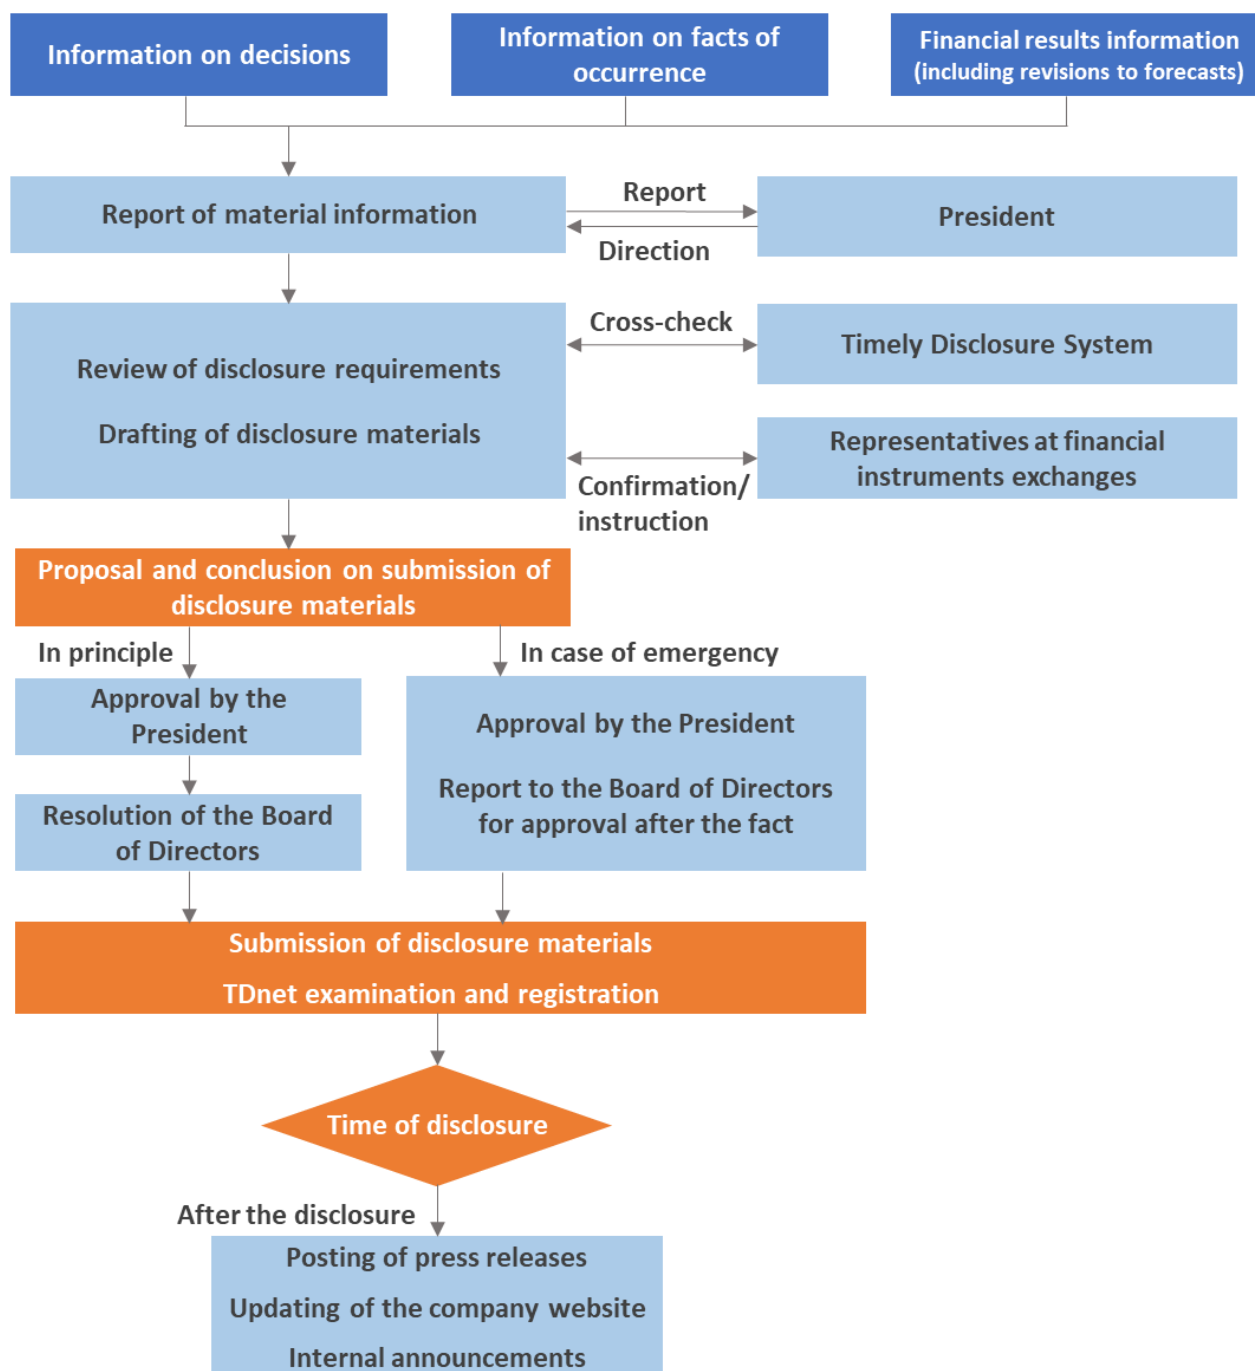 Information on decisions
Information on facts of
occurrence
Financial results information
(including revisions to forecasts)
Report of material information
Report
Direction
President
Review of disclosure requirements
Drafting of disclosure materials
Cross-check
Timely Disclosure System
Confirmation/
instruction
Representatives at financial
instruments exchanges
Proposal and conclusion on submission of
disclosure materials
In principle
In case of emergency
Approval by the
President
Resolution of the Board
of Directors
Approval by the President
Report to the Board of Directors
for approval after the fact
Submission of disclosure materials
TDnet examination and registration
Time of disclosure
After the disclosure
Posting of press releases
Updating of the company website
Internal announcements